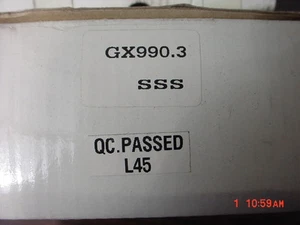 GX990.3
SSS
QC.PASSED
L45
1 10:59AM